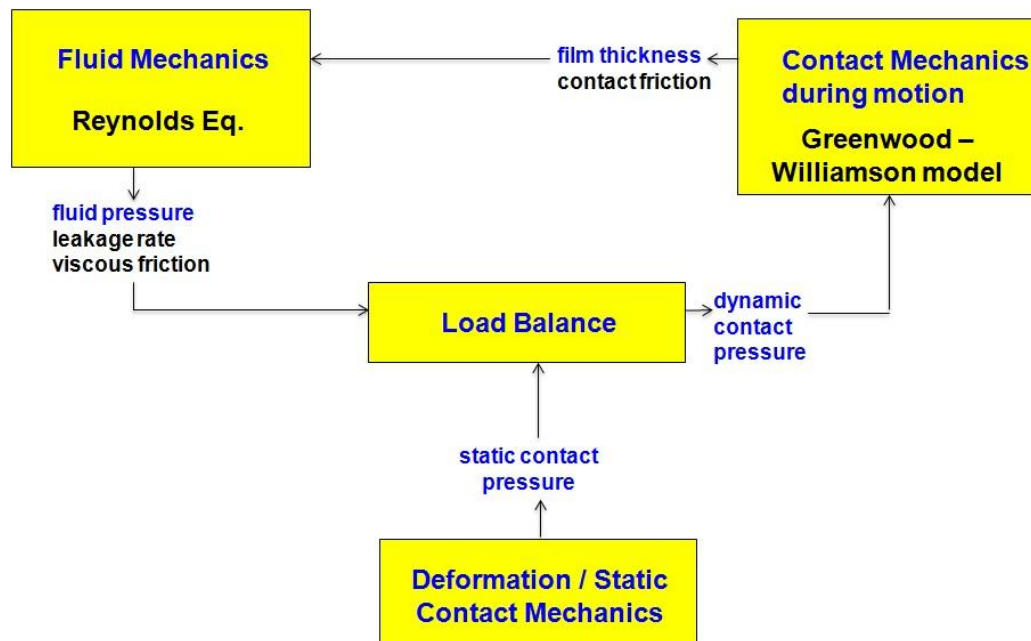 Fluid Mechanics
Reynolds Eq.
film thickness
contact friction
Contact Mechanics
during motion
Greenwood –
Williamson model
fluid pressure
leakage rate
viscous friction
Load Balance
dynamic
contact
pressure
static contact
pressure
Deformation / Static
Contact Mechanics